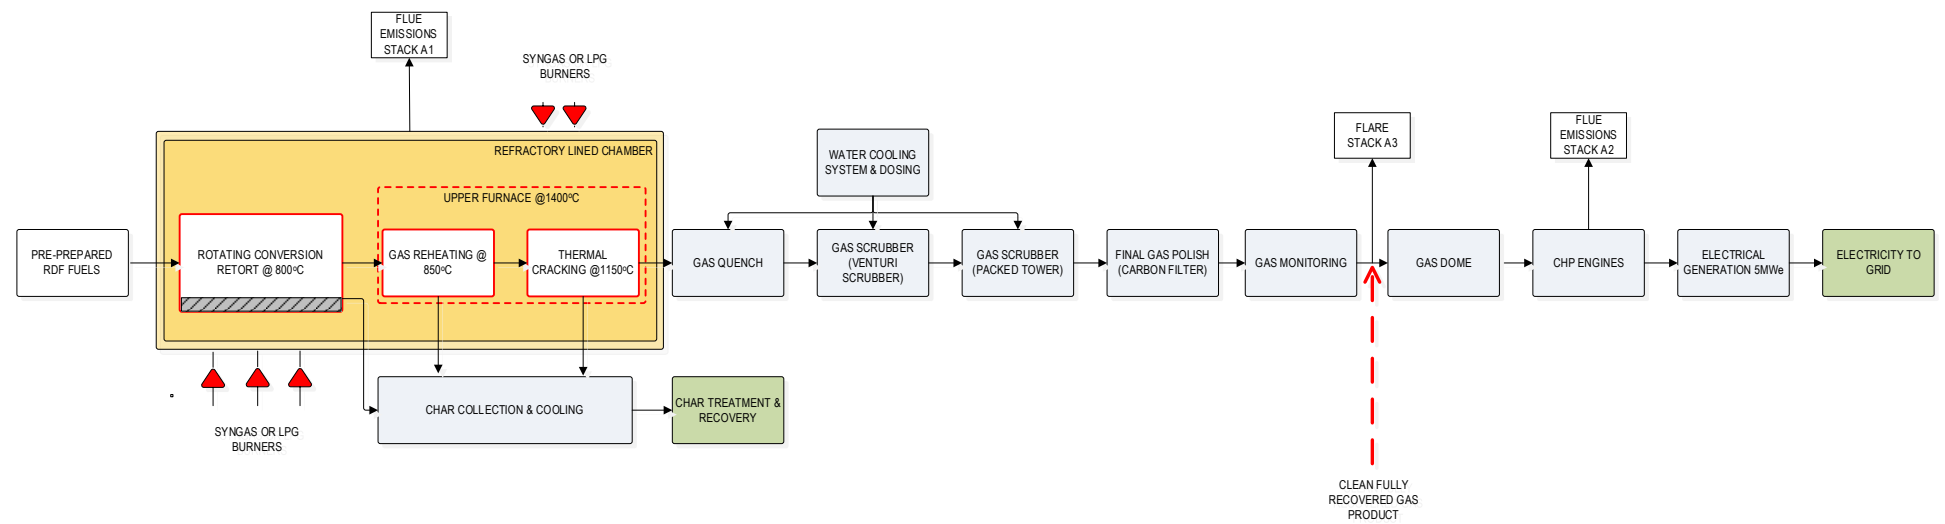 FLUE
EMISSIONS
STACK A1
SYNGAS OR LPG
BURNERS
REFRACTORY LINED CHAMBER
UPPER FURNACE @1400ºC
PRE-PREPARED
RDF FUELS
ROTATING CONVERSION
RETORT @ 800ºC
GAS REHEATING @
850ºC
THERMAL
CRACKING @1150ºC
WATER COOLING
SYSTEM & DOSING
GAS QUENCH
GAS SCRUBBER
(VENTURI
SCRUBBER)
GAS SCRUBBER
(PACKED TOWER)
FINAL GAS POLISH
(CARBON FILTER)
GAS MONITORING
FLARE
STACK A3
GAS DOME
FLUE
EMISSIONS
STACK A2
CHP ENGINES
ELECTRICAL
GENERATION 5MWe
ELECTRICITY TO
GRID
SYNGAS OR LPG
BURNERS
CHAR COLLECTION & COOLING
CHAR TREATMENT &
RECOVERY
CLEAN FULLY
RECOVERED GAS
PRODUCT